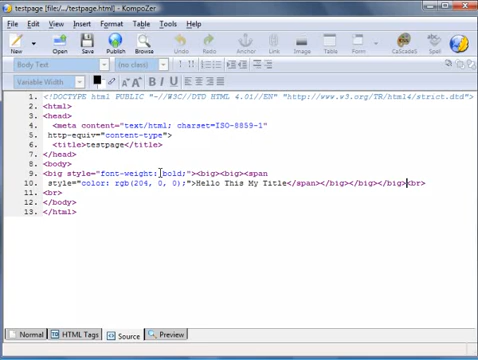 testpage [file:/.../testpage.html] - KompoZer
File Edit View Insert Format Table Tools Help
New Open Save Publish Undo Redo Anchor Link Image Table Form CaScadeS Spell
Body Text (no class)
Variable Width B I U
1. <!DOCTYPE html PUBLIC "-//W3C//DTD HTML 4.01//EN" "http://www.w3.org/TR/html4/strict.dtd">
2. <html>
3. <head>
4. <meta content="text/html; charset=ISO-8859-1"
5. http-equiv="content-type">
6. <title>testpage</title>
7. </head>
8. <body>
9. <big style="font-weight: bold;"><big><big><span
10. style="color: rgb(204, 0, 0);">Hello This My Title</span></big></big></big><br>
11. <br>
12. </body>
13. </html>
Normal HTML Tags Source Preview